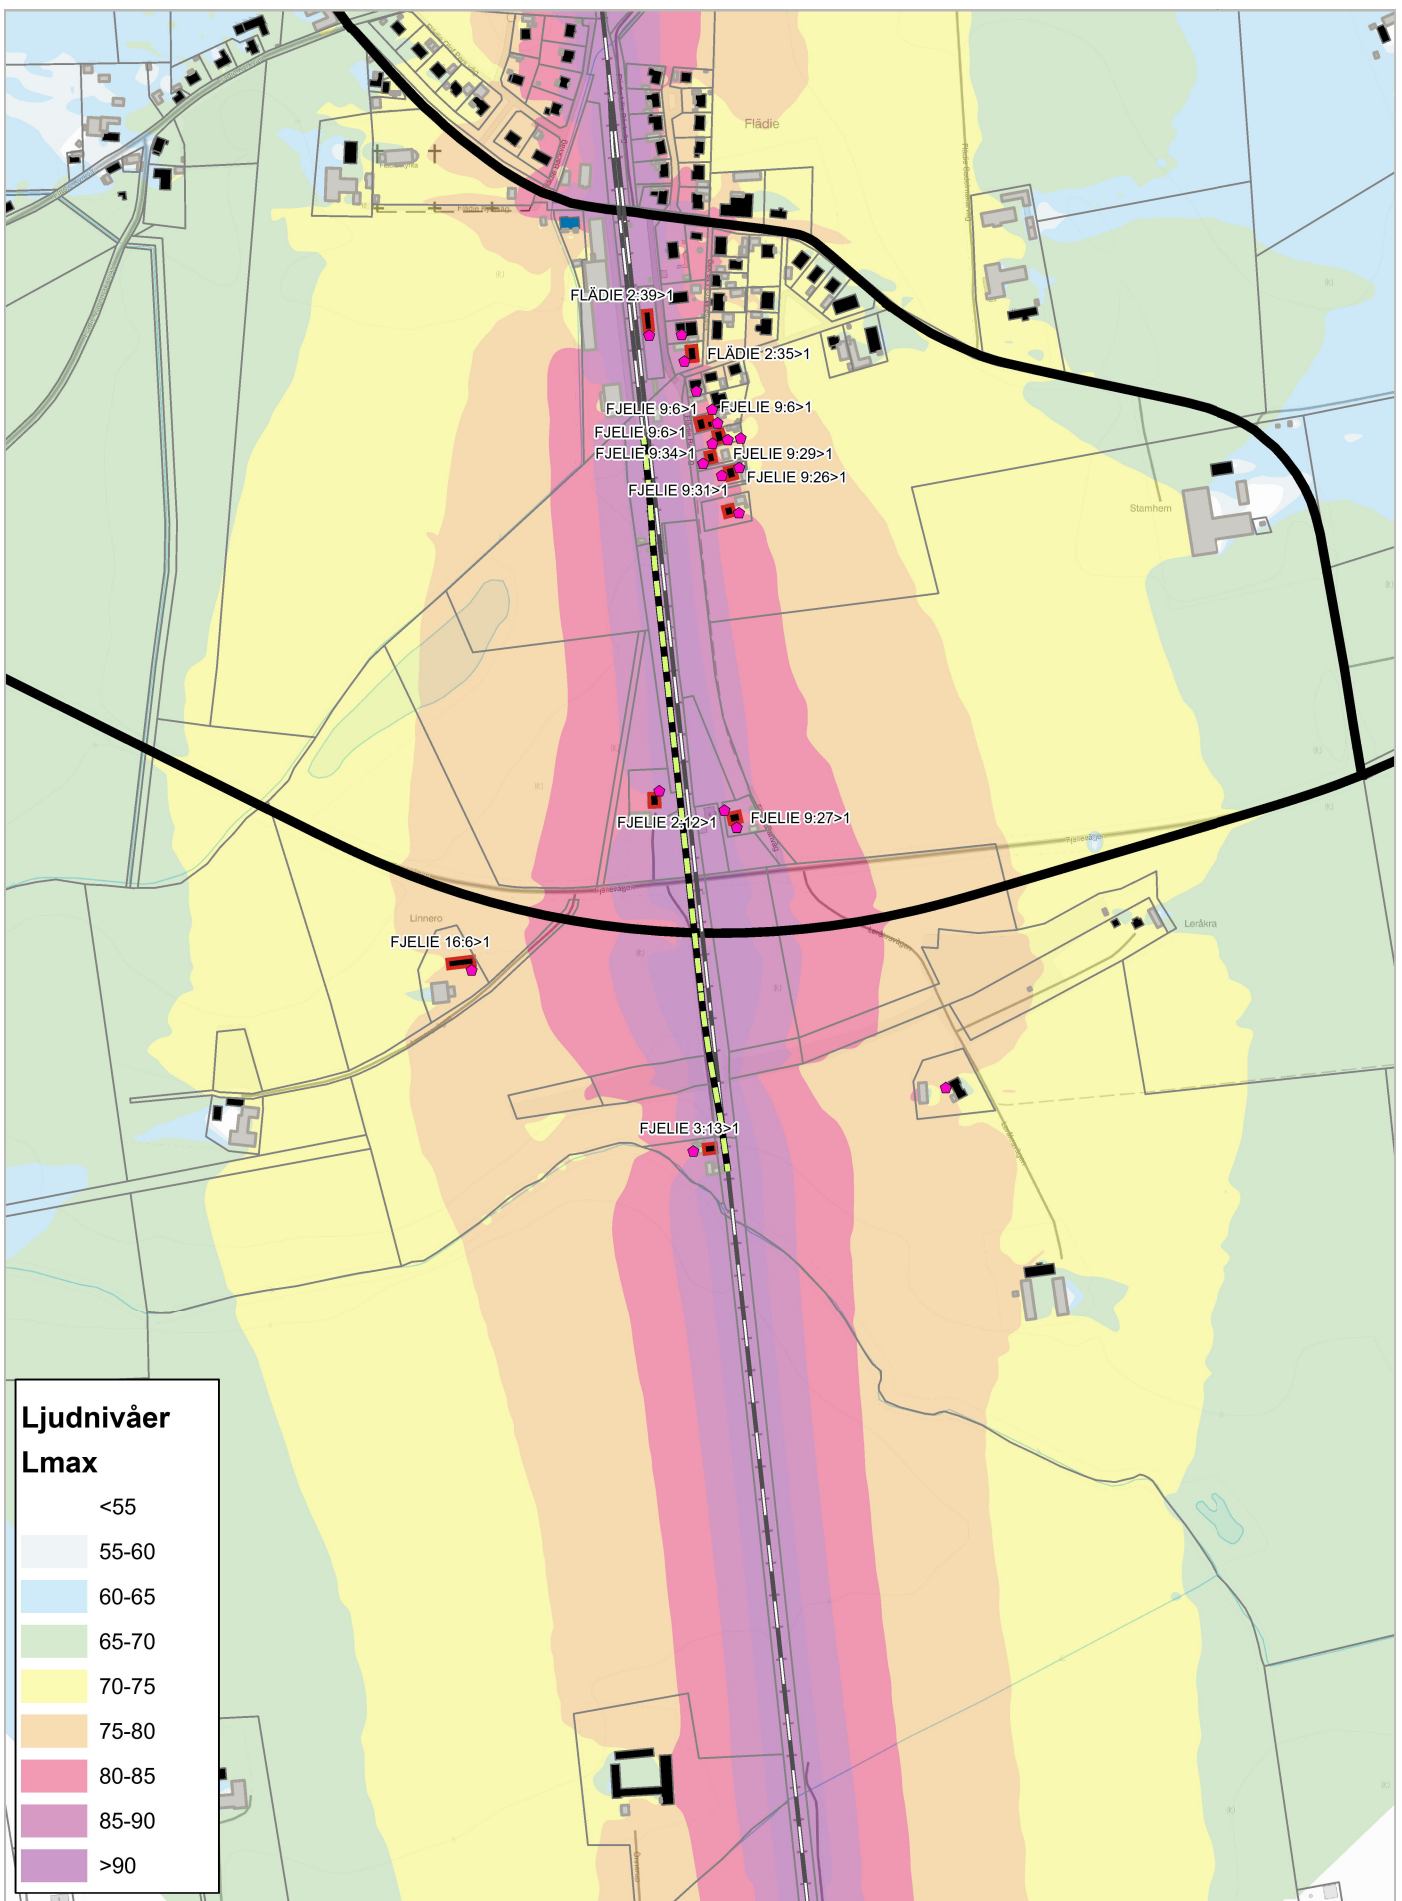 Flädie
FLÄDIE 2:39>1
FLÄDIE 2:35>1
FJELIE 9:6>1
FJELIE 9:6>1
FJELIE 9:6>1
FJELIE 9:34>1
FJELIE 9:29>1
FJELIE 9:26>1
FJELIE 9:31>1
Stamhem
FJELIE 2:12>1
FJELIE 9:27>1
Linnero
Leråkra
FJELIE 16:6>1
Leråkravägen
FJELIE 3:13>1
Leråkravägen
Ljudnivåer
Lmax
<55
55-60
60-65
65-70
70-75
75-80
80-85
85-90
>90